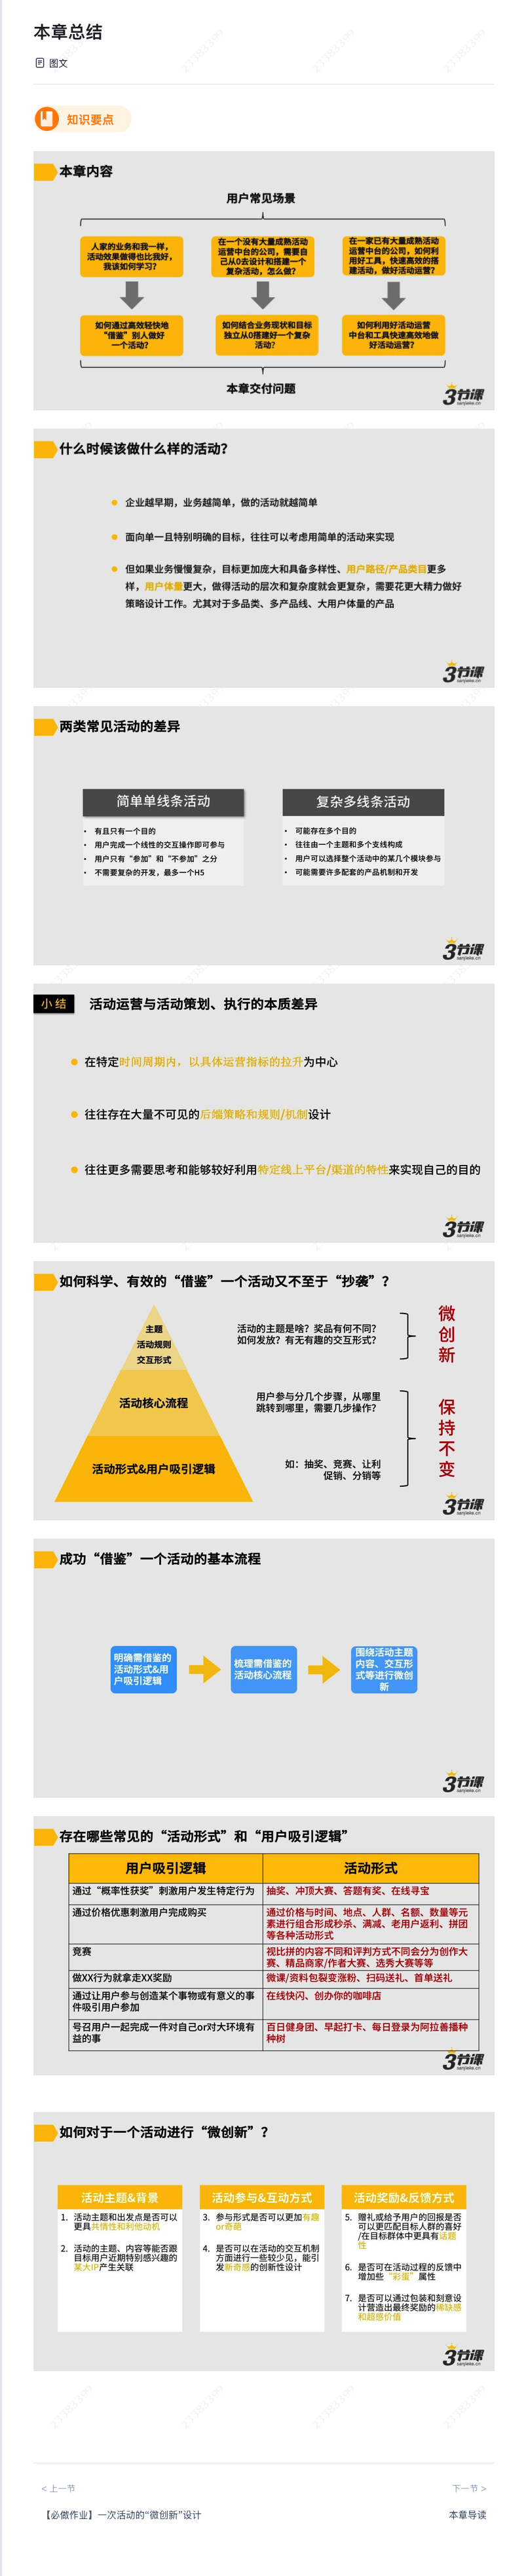 本章总结
图文
知识要点
本章内容
用户常见场景
人家的业务和我一样，
活动效果做得也比我好，
我该如何学习？
在一个没有大量成熟活动
运营中台的公司，需要自
己从0去设计和搭建一个
复杂活动，怎么做？
在一家已有大量成熟活动
运营中台的公司，如何利
用好工具，快速高效的搭
建活动，做好活动运营？
如何通过高效轻快地
“借鉴”别人做好
一个活动？
如何结合业务现状和目标
独立从0搭建好一个复杂
活动？
如何利用好活动运营
中台和工具快速高效地做
好活动运营？
本章交付问题
3节课
sanjieke.cn
什么时候该做什么样的活动？
企业越早期，业务越简单，做的活动就越简单
面向单一且特别明确的目标，往往可以考虑用简单的活动来实现
但如果业务慢慢复杂，目标更加庞大和具备多样性、用户路径/产品类目更多
样，用户体量更大，做得活动的层次和复杂度就会更复杂，需要花更大精力做好
策略设计工作。尤其对于多品类、多产品线、大用户体量的产品
3节课
sanjieke.cn
两类常见活动的差异
简单单线条活动
• 有且只有一个目的
• 用户完成一个线性的交互操作即可参与
• 用户只有“参加”和“不参加”之分
• 不需要复杂的开发，最多一个H5
复杂多线条活动
• 可能存在多个目的
• 往往由一个主题和多个支线构成
• 用户可以选择整个活动中的某几个模块参与
• 可能需要许多配套的产品机制和开发
3节课
sanjieke.cn
小结
活动运营与活动策划、执行的本质差异
在特定时间周期内，以具体运营指标的拉升为中心
往往存在大量不可见的后端策略和规则/机制设计
往往更多需要思考和能够较好利用特定线上平台/渠道的特性来实现自己的目的
3节课
sanjieke.cn
如何科学、有效的“借鉴”一个活动又不至于“抄袭”？
主题
活动规则
交互形式
活动的主题是啥？奖品有何不同？
如何发放？有无有趣的交互形式？
微
创
新
活动核心流程
用户参与分几个步骤，从哪里
跳转到哪里，需要几步操作？
活动形式&用户吸引逻辑
如：抽奖、竞赛、让利
促销、分销等
保
持
不
变
3节课
sanjieke.cn
成功“借鉴”一个活动的基本流程
明确需借鉴的
活动形式&用
户吸引逻辑
梳理需借鉴的
活动核心流程
围绕活动主题
内容、交互形
式等进行微创
新
3节课
sanjieke.cn
存在哪些常见的“活动形式”和“用户吸引逻辑”
用户吸引逻辑
活动形式
通过“概率性获奖”刺激用户发生特定行为
抽奖、冲顶大赛、答题有奖、在线寻宝
通过价格优惠刺激用户完成购买
通过价格与时间、地点、人群、名额、数量等元
素进行组合形成秒杀、满减、老用户返利、拼团
等各种活动形式
竞赛
视比拼的内容不同和评判方式不同会分为创作大
赛、精品商家/作者大赛、选秀大赛等等
做XX行为就拿走XX奖励
微课/资料包裂变涨粉、扫码送礼、首单送礼
通过让用户参与创造某个事物或有意义的事
件吸引用户参加
在线快闪、创办你的咖啡店
号召用户一起完成一件对自己or对大环境有
益的事
百日健身团、早起打卡、每日登录为阿拉善播种
种树
3节课
sanjieke.cn
如何对于一个活动进行“微创新”？
活动主题&背景
1. 活动主题和出发点是否可以
更具共情性和利他动机
2. 活动的主题、内容等能否跟
目标用户近期特别感兴趣的
某大IP产生关联
活动参与&互动方式
3. 参与形式是否可以更加有趣
or奇葩
4. 是否可以在活动的交互机制
方面进行一些较少见，能引
发新奇感的创新性设计
活动奖励&反馈方式
5. 赠礼或给予用户的回报是否
可以更匹配目标人群的喜好
/在目标群体中更具有话题
性
6. 是否可在活动过程的反馈中
增加些“彩蛋”属性
7. 是否可以通过包装和刻意设
计营造出最终奖励的稀缺感
和超感价值
3节课
sanjieke.cn
< 上一节
下一节 >
【必做作业】一次活动的“微创新”设计
本章导读